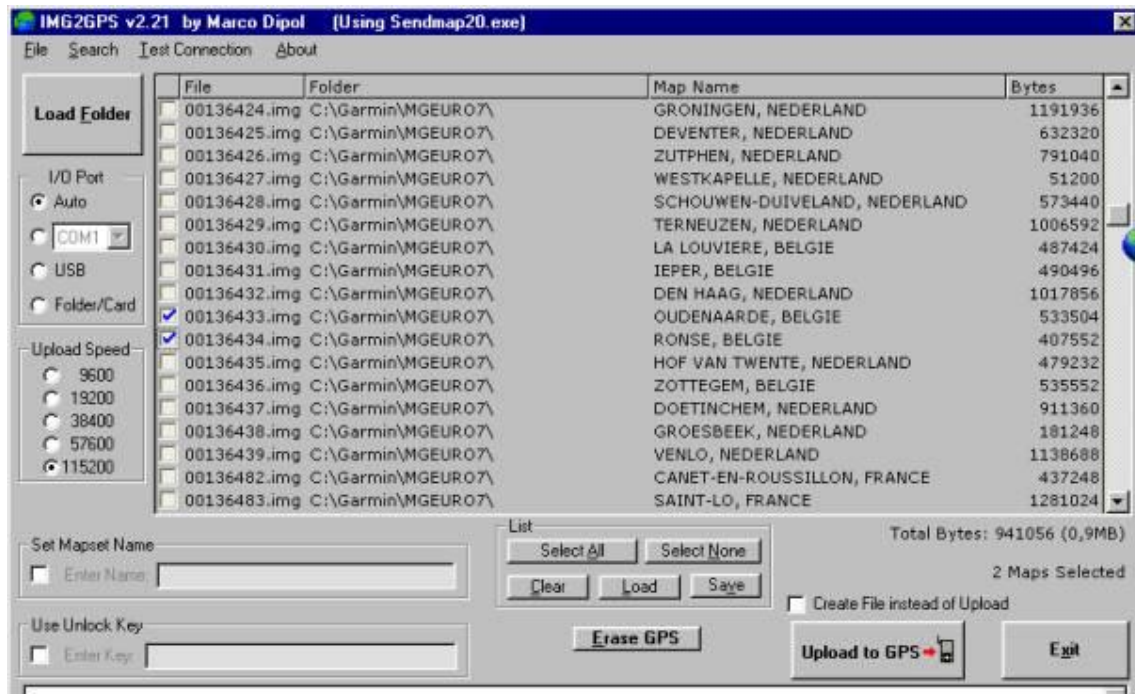 IMG2GPS v2.21 by Marco Dipol (Using Sendmap20.exe)
File Search Test Connection About
Load Folder
File Folder Map Name Bytes
00136424.img C:\Garmin\MGEURO7\ GRONINGEN, NEDERLAND 1191936
00136425.img C:\Garmin\MGEURO7\ DEVENTER, NEDERLAND 632320
00136426.img C:\Garmin\MGEURO7\ ZUTPHEN, NEDERLAND 791040
00136427.img C:\Garmin\MGEURO7\ WESTKAPELLE, NEDERLAND 51200
00136428.img C:\Garmin\MGEURO7\ SCHOUWEN-DUIVELAND, NEDERLAND 573440
00136429.img C:\Garmin\MGEURO7\ TERNEUZEN, NEDERLAND 1006592
00136430.img C:\Garmin\MGEURO7\ LA LOUVIERE, BELGIE 487424
00136431.img C:\Garmin\MGEURO7\ IEPER, BELGIE 490496
00136432.img C:\Garmin\MGEURO7\ DEN HAAG, NEDERLAND 1017856
00136433.img C:\Garmin\MGEURO7\ OUDENAARDE, BELGIE 533504
00136434.img C:\Garmin\MGEURO7\ RONSE, BELGIE 407552
00136435.img C:\Garmin\MGEURO7\ HOF VAN TWENTE, NEDERLAND 479232
00136436.img C:\Garmin\MGEURO7\ ZOTTEGEM, BELGIE 535552
00136437.img C:\Garmin\MGEURO7\ DOETINCHEM, NEDERLAND 911360
00136438.img C:\Garmin\MGEURO7\ GROESBEEK, NEDERLAND 181248
00136439.img C:\Garmin\MGEURO7\ VENLO, NEDERLAND 1138688
00136482.img C:\Garmin\MGEURO7\ CANET-EN-ROUSSILLON, FRANCE 437248
00136483.img C:\Garmin\MGEURO7\ SAINT-LO, FRANCE 1281024
I/O Port
Auto
COM1
USB
Folder/Card
Upload Speed
9600
19200
38400
57600
115200
Set Mapset Name
Enter Name:
Use Unlock Key
Enter Key:
List
Select All Select None
Clear Load Save
Erase GPS
Total Bytes: 941056 (0,9MB)
2 Maps Selected
Create File instead of Upload
Upload to GPS
Exit